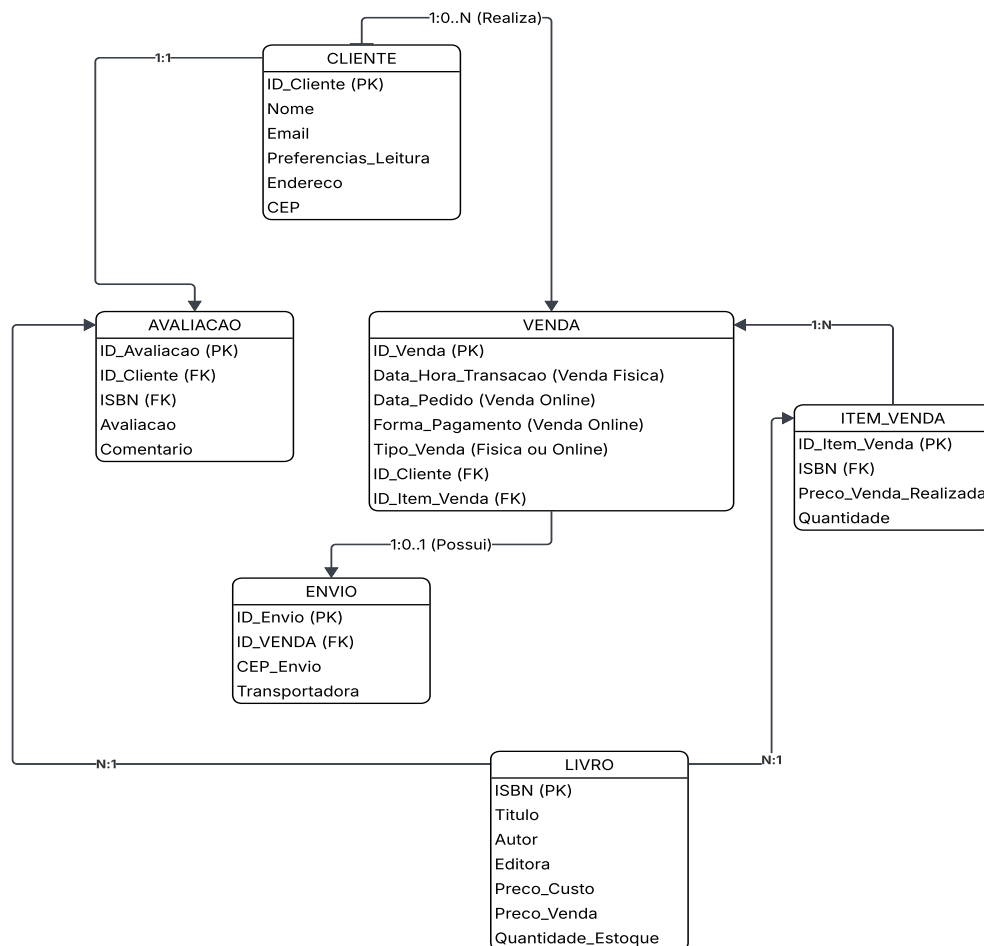 1:0..N (Realiza)
1:1
CLIENTE
ID_Cliente (PK)
Nome
Email
Preferencias_Leitura
Endereco
CEP
AVALIACAO
ID_Avaliacao (PK)
ID_Cliente (FK)
ISBN (FK)
Avaliacao
Comentario
VENDA
ID_Venda (PK)
Data_Hora_Transacao (Venda Fisica)
Data_Pedido (Venda Online)
Forma_Pagamento (Venda Online)
Tipo_Venda (Fisica ou Online)
ID_Cliente (FK)
ID_Item_Venda (FK)
1:N
ITEM_VENDA
ID_Item_Venda (PK)
ISBN (FK)
Preco_Venda_Realizada
Quantidade
1:0..1 (Possui)
ENVIO
ID_Envio (PK)
ID_VENDA (FK)
CEP_Envio
Transportadora
N:1
N:1
LIVRO
ISBN (PK)
Titulo
Autor
Editora
Preco_Custo
Preco_Venda
Quantidade_Estoque